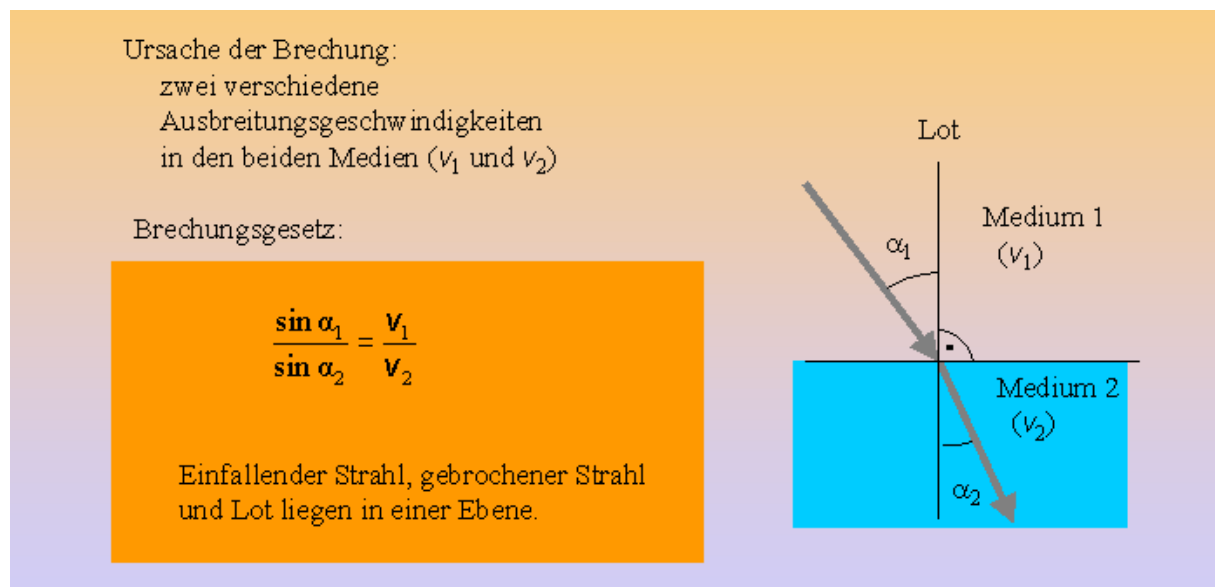 Ursache der Brechung:
zwei verschiedene
Ausbreitungsgeschwindigkeiten
in den beiden Medien (v₁ und v₂)
Brechungsgesetz:
sin α₁ / sin α₂ = v₁ / v₂
Einfallender Strahl, gebrochener Strahl
und Lot liegen in einer Ebene.
Lot
Medium 1
(v₁)
α₁
Medium 2
(v₂)
α₂